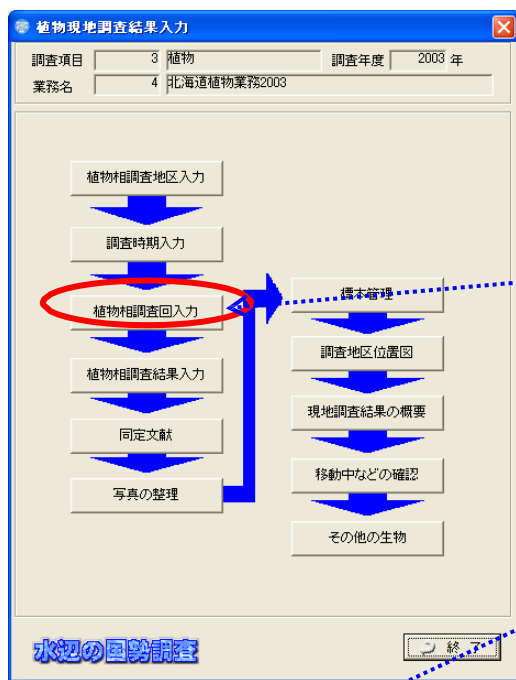 植物現地調査結果入力
調査項目 3 植物 調査年度 2003 年
業務名 4 北海道植物業務2003
植物相調査地区入力
調査時期入力
植物相調査回入力
植物相調査結果入力
同定文献
写真の整理
標本管理
調査地区位置図
現地調査結果の概要
移動中などの確認
その他の生物
水辺の国勢調査
終 了